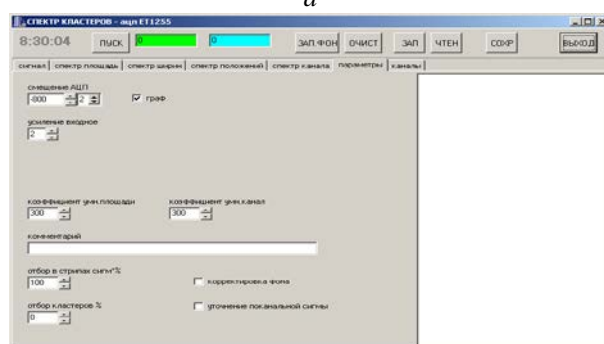 а
СПЕКТР КЛАСТЕРОВ - ацп ET1255
8:30:04 ПУСК 0 0 ЗАП.ФОН ОЧИСТ ЗАП ЧТЕН СОХР ВЫХОД
сигнал спектр площадь спектр ширин спектр положений спектр канала параметры каналы
смещение АЦП
-800 2 граф
усиление входное
2
коэффициент умн.площади коэффициент умн.канал
300 300
комментарий
отбор в стрипах сигм*%
100 корректировка фона
отбор кластеров %
0 уточнение поканальной сигмы